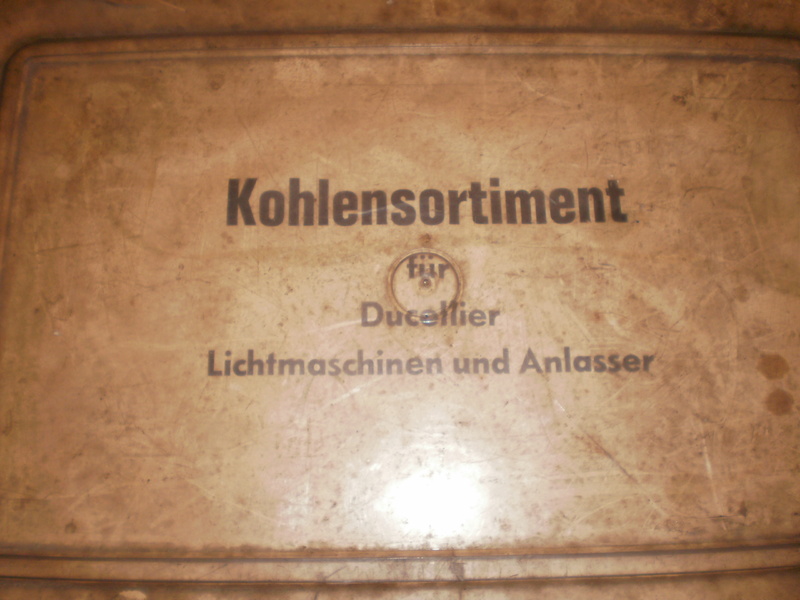 Kohlensortiment
für
Ducellier
Lichtmaschinen und Anlasser